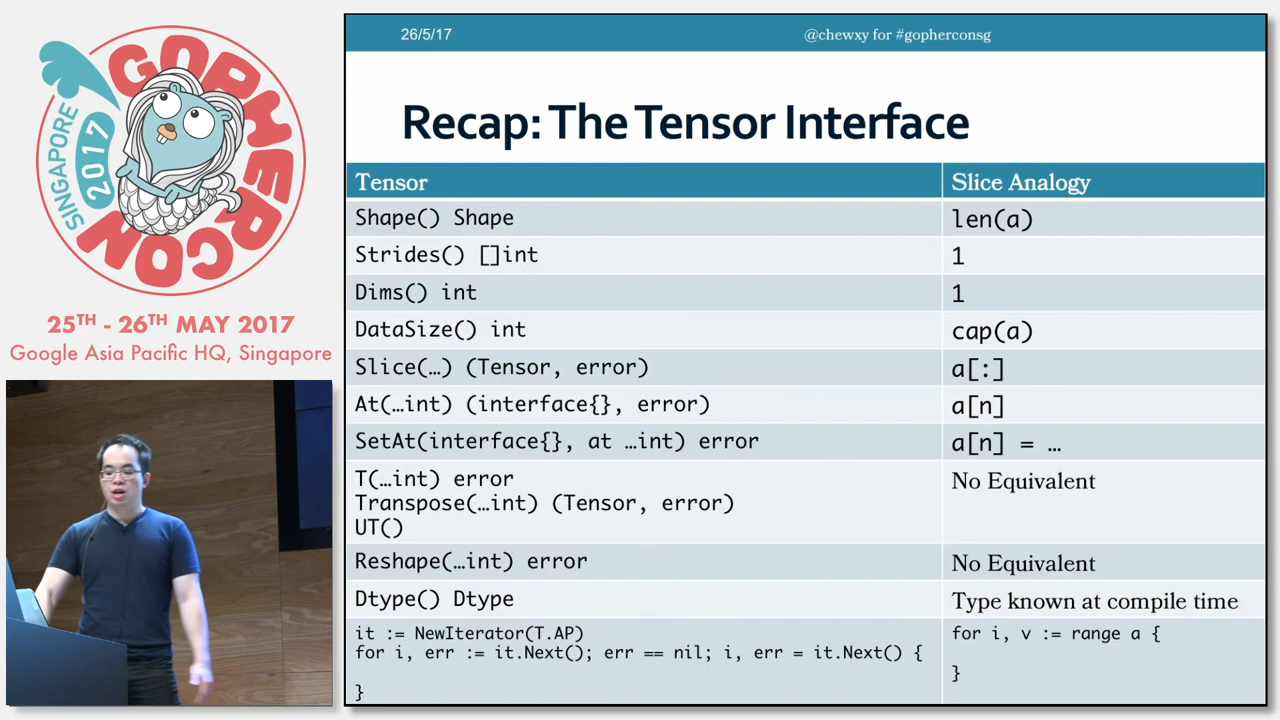 GOPHERCON
SINGAPORE
2017
25TH - 26TH MAY 2017
Google Asia Pacific HQ, Singapore
26/5/17
@chewxy for #gopherconsg
Recap: The Tensor Interface
Tensor
Slice Analogy
Shape() Shape
len(a)
Strides() []int
1
Dims() int
1
DataSize() int
cap(a)
Slice(…) (Tensor, error)
a[:]
At(…int) (interface{}, error)
a[n]
SetAt(interface{}, at …int) error
a[n] = …
T(…int) error
Transpose(…int) (Tensor, error)
UT()
No Equivalent
Reshape(…int) error
No Equivalent
Dtype() Dtype
Type known at compile time
it := NewIterator(T.AP)
for i, err := it.Next(); err == nil; i, err = it.Next() {
}
for i, v := range a {
}